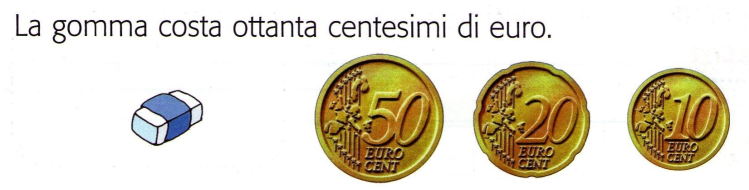 La gomma costa ottanta centesimi di euro.
50
EURO
CENT
20
EURO
CENT
10
EURO
CENT